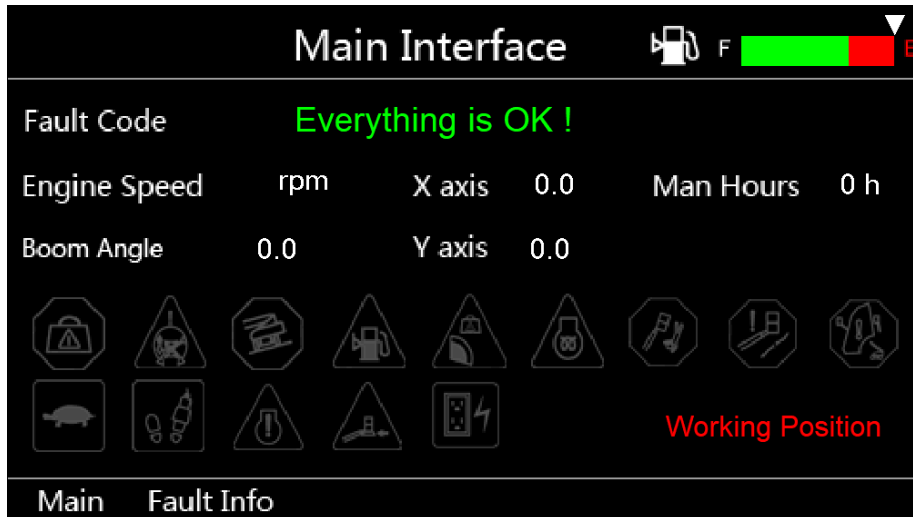 Main Interface F E
Fault Code Everything is OK !
Engine Speed rpm X axis 0.0 Man Hours 0 h
Boom Angle 0.0 Y axis 0.0
Working Position
Main Fault Info